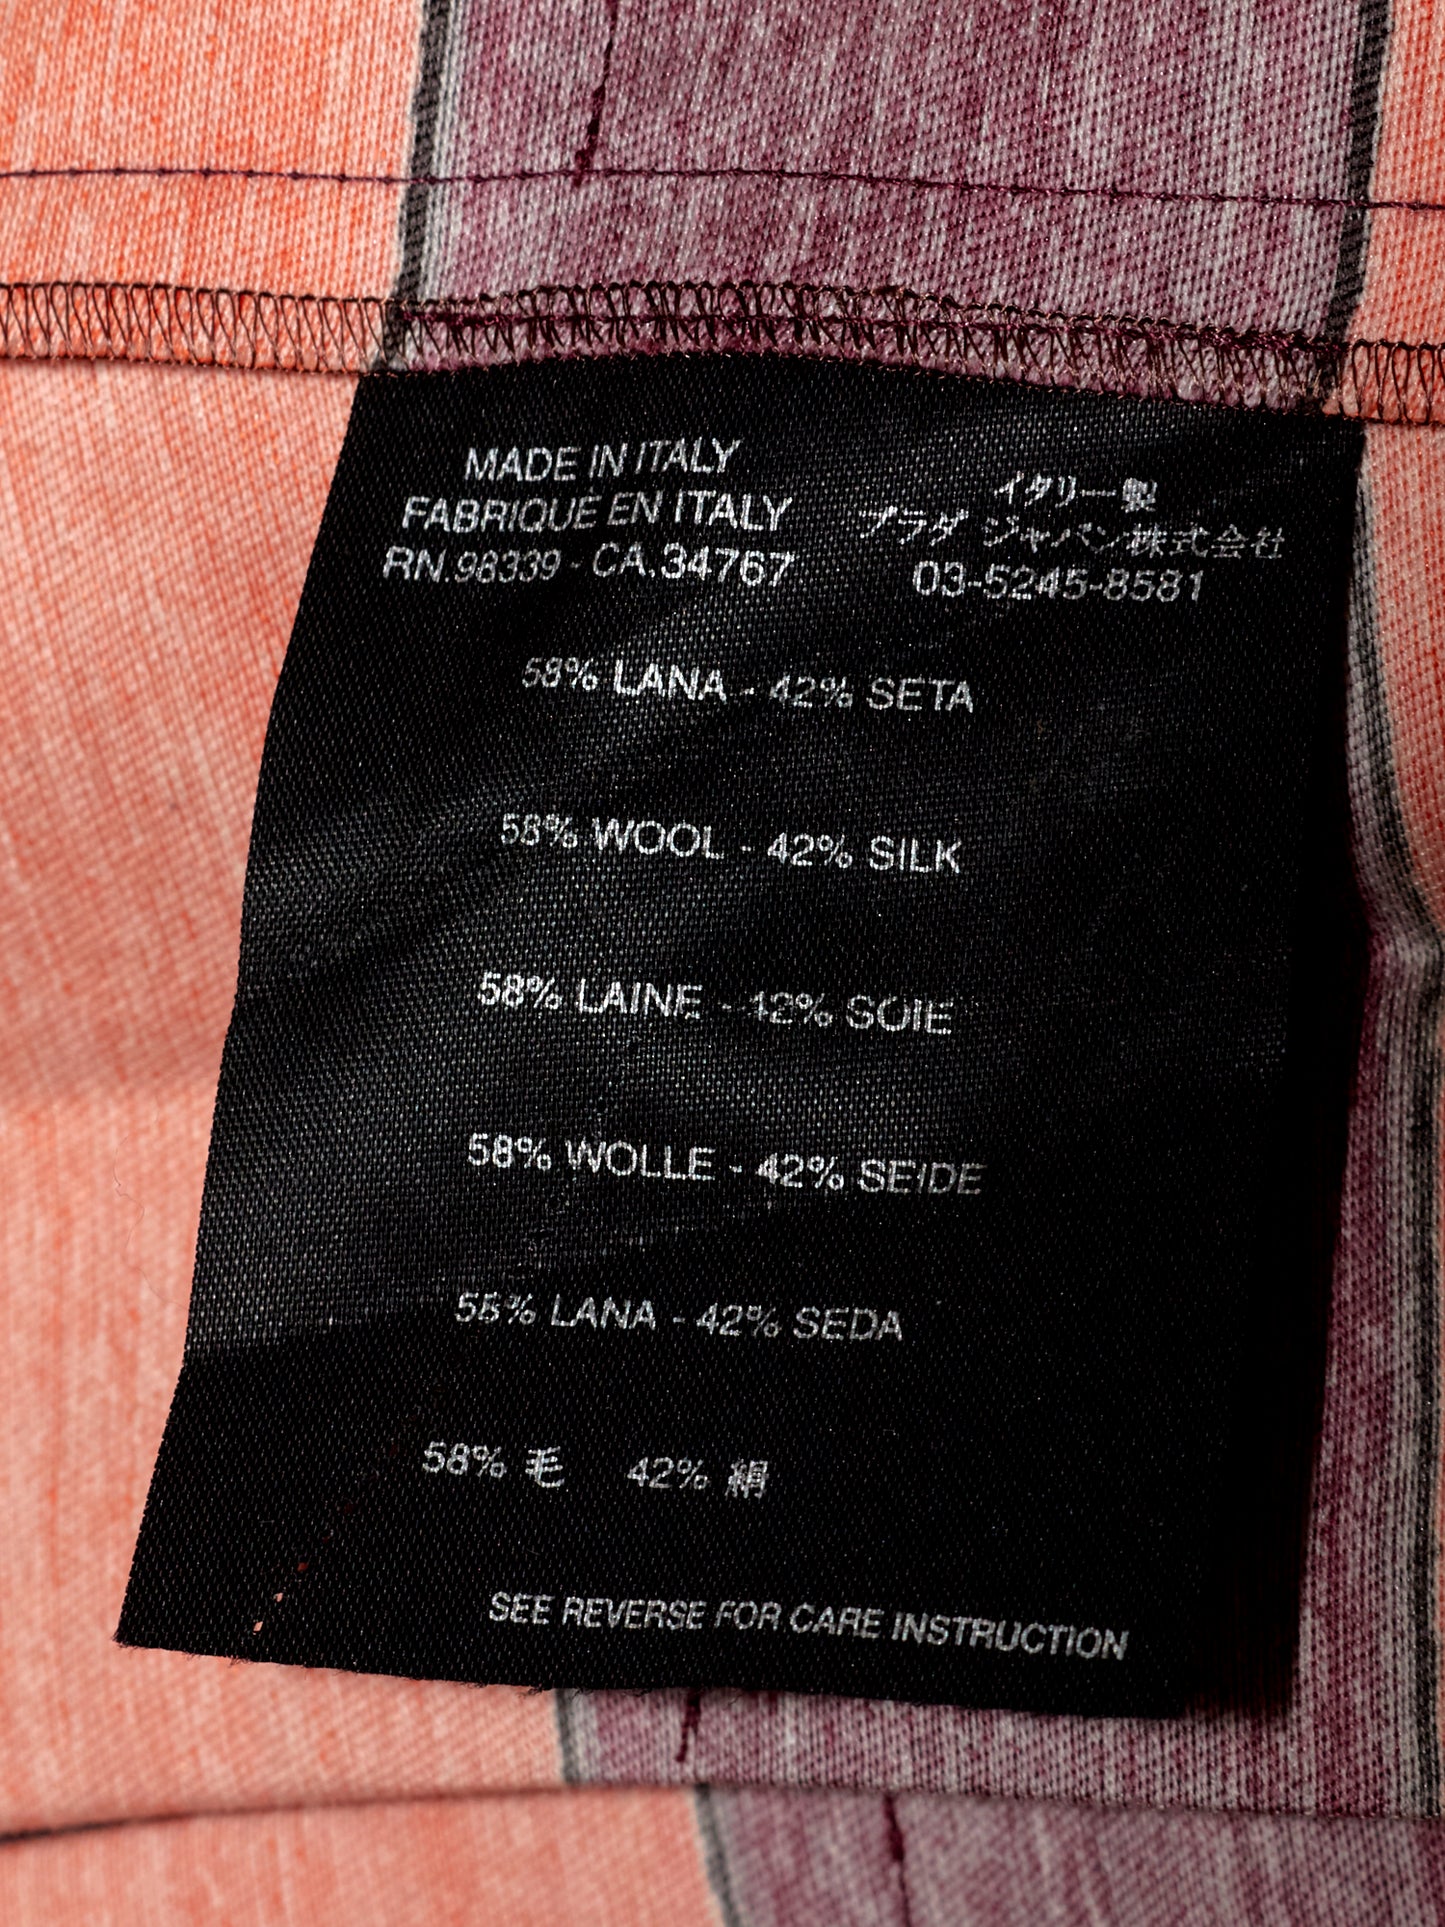 MADE IN ITALY
FABRIQUE EN ITALY
RN.98339 - CA.34767
イタリー製
プラダ ジャパン株式会社
03-5245-8581
58% LANA - 42% SETA
58% WOOL - 42% SILK
58% LAINE - 42% SOIE
58% WOLLE - 42% SEIDE
58% LANA - 42% SEDA
58% 毛 42% 絹
SEE REVERSE FOR CARE INSTRUCTION